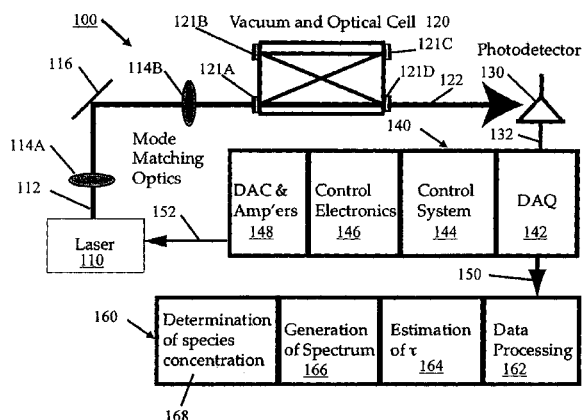 100
121B
Vacuum and Optical Cell 120
121C
Photodetector
116
114B
121A
121D
122
130
114A
Mode
Matching
Optics
140
132
112
Laser
110
152
DAC &
Amp'ers
148
Control
Electronics
146
Control
System
144
DAQ
142
150
160
Determination
of species
concentration
168
Generation
of Spectrum
166
Estimation
of τ
164
Data
Processing
162